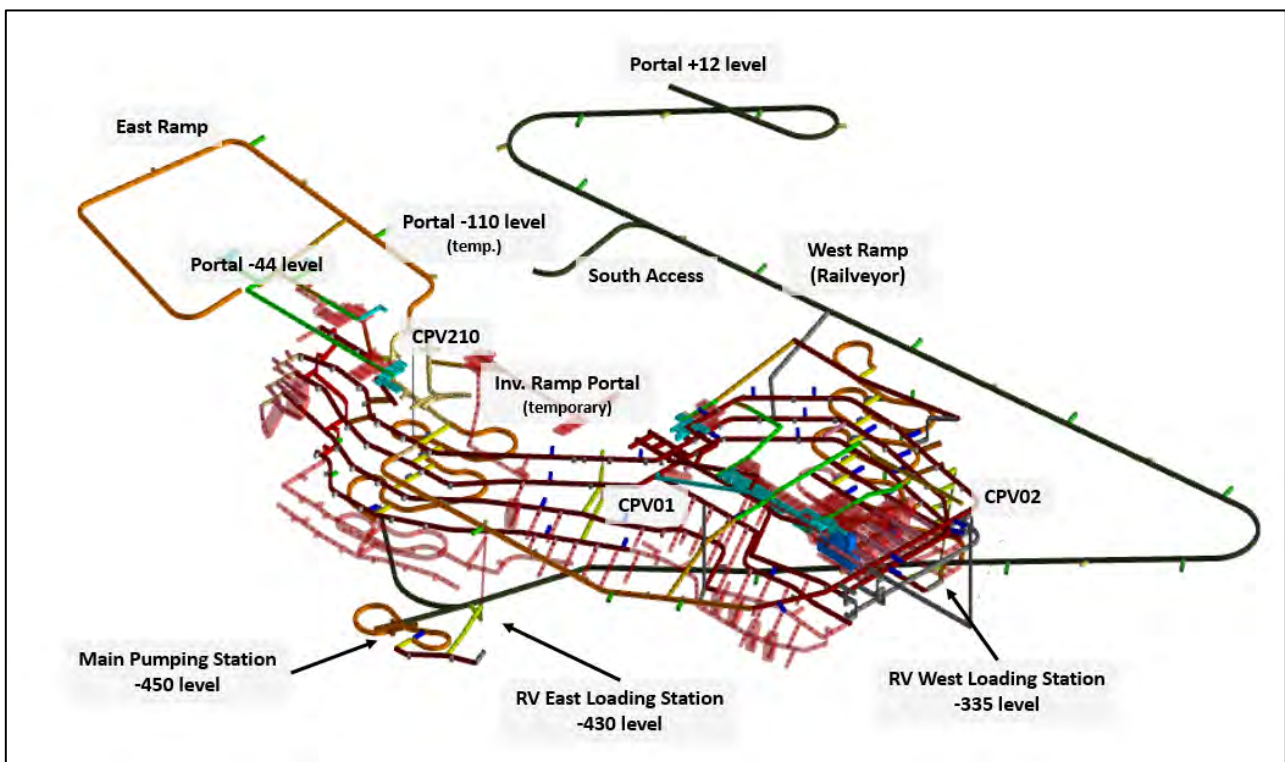 Portal +12 level
East Ramp
Portal -110 level
(temp.)
Portal -44 level
South Access
West Ramp
(Railveyor)
CPV210
Inv. Ramp Portal
(temporary)
CPV01
CPV02
Main Pumping Station
-450 level
RV East Loading Station
-430 level
RV West Loading Station
-335 level